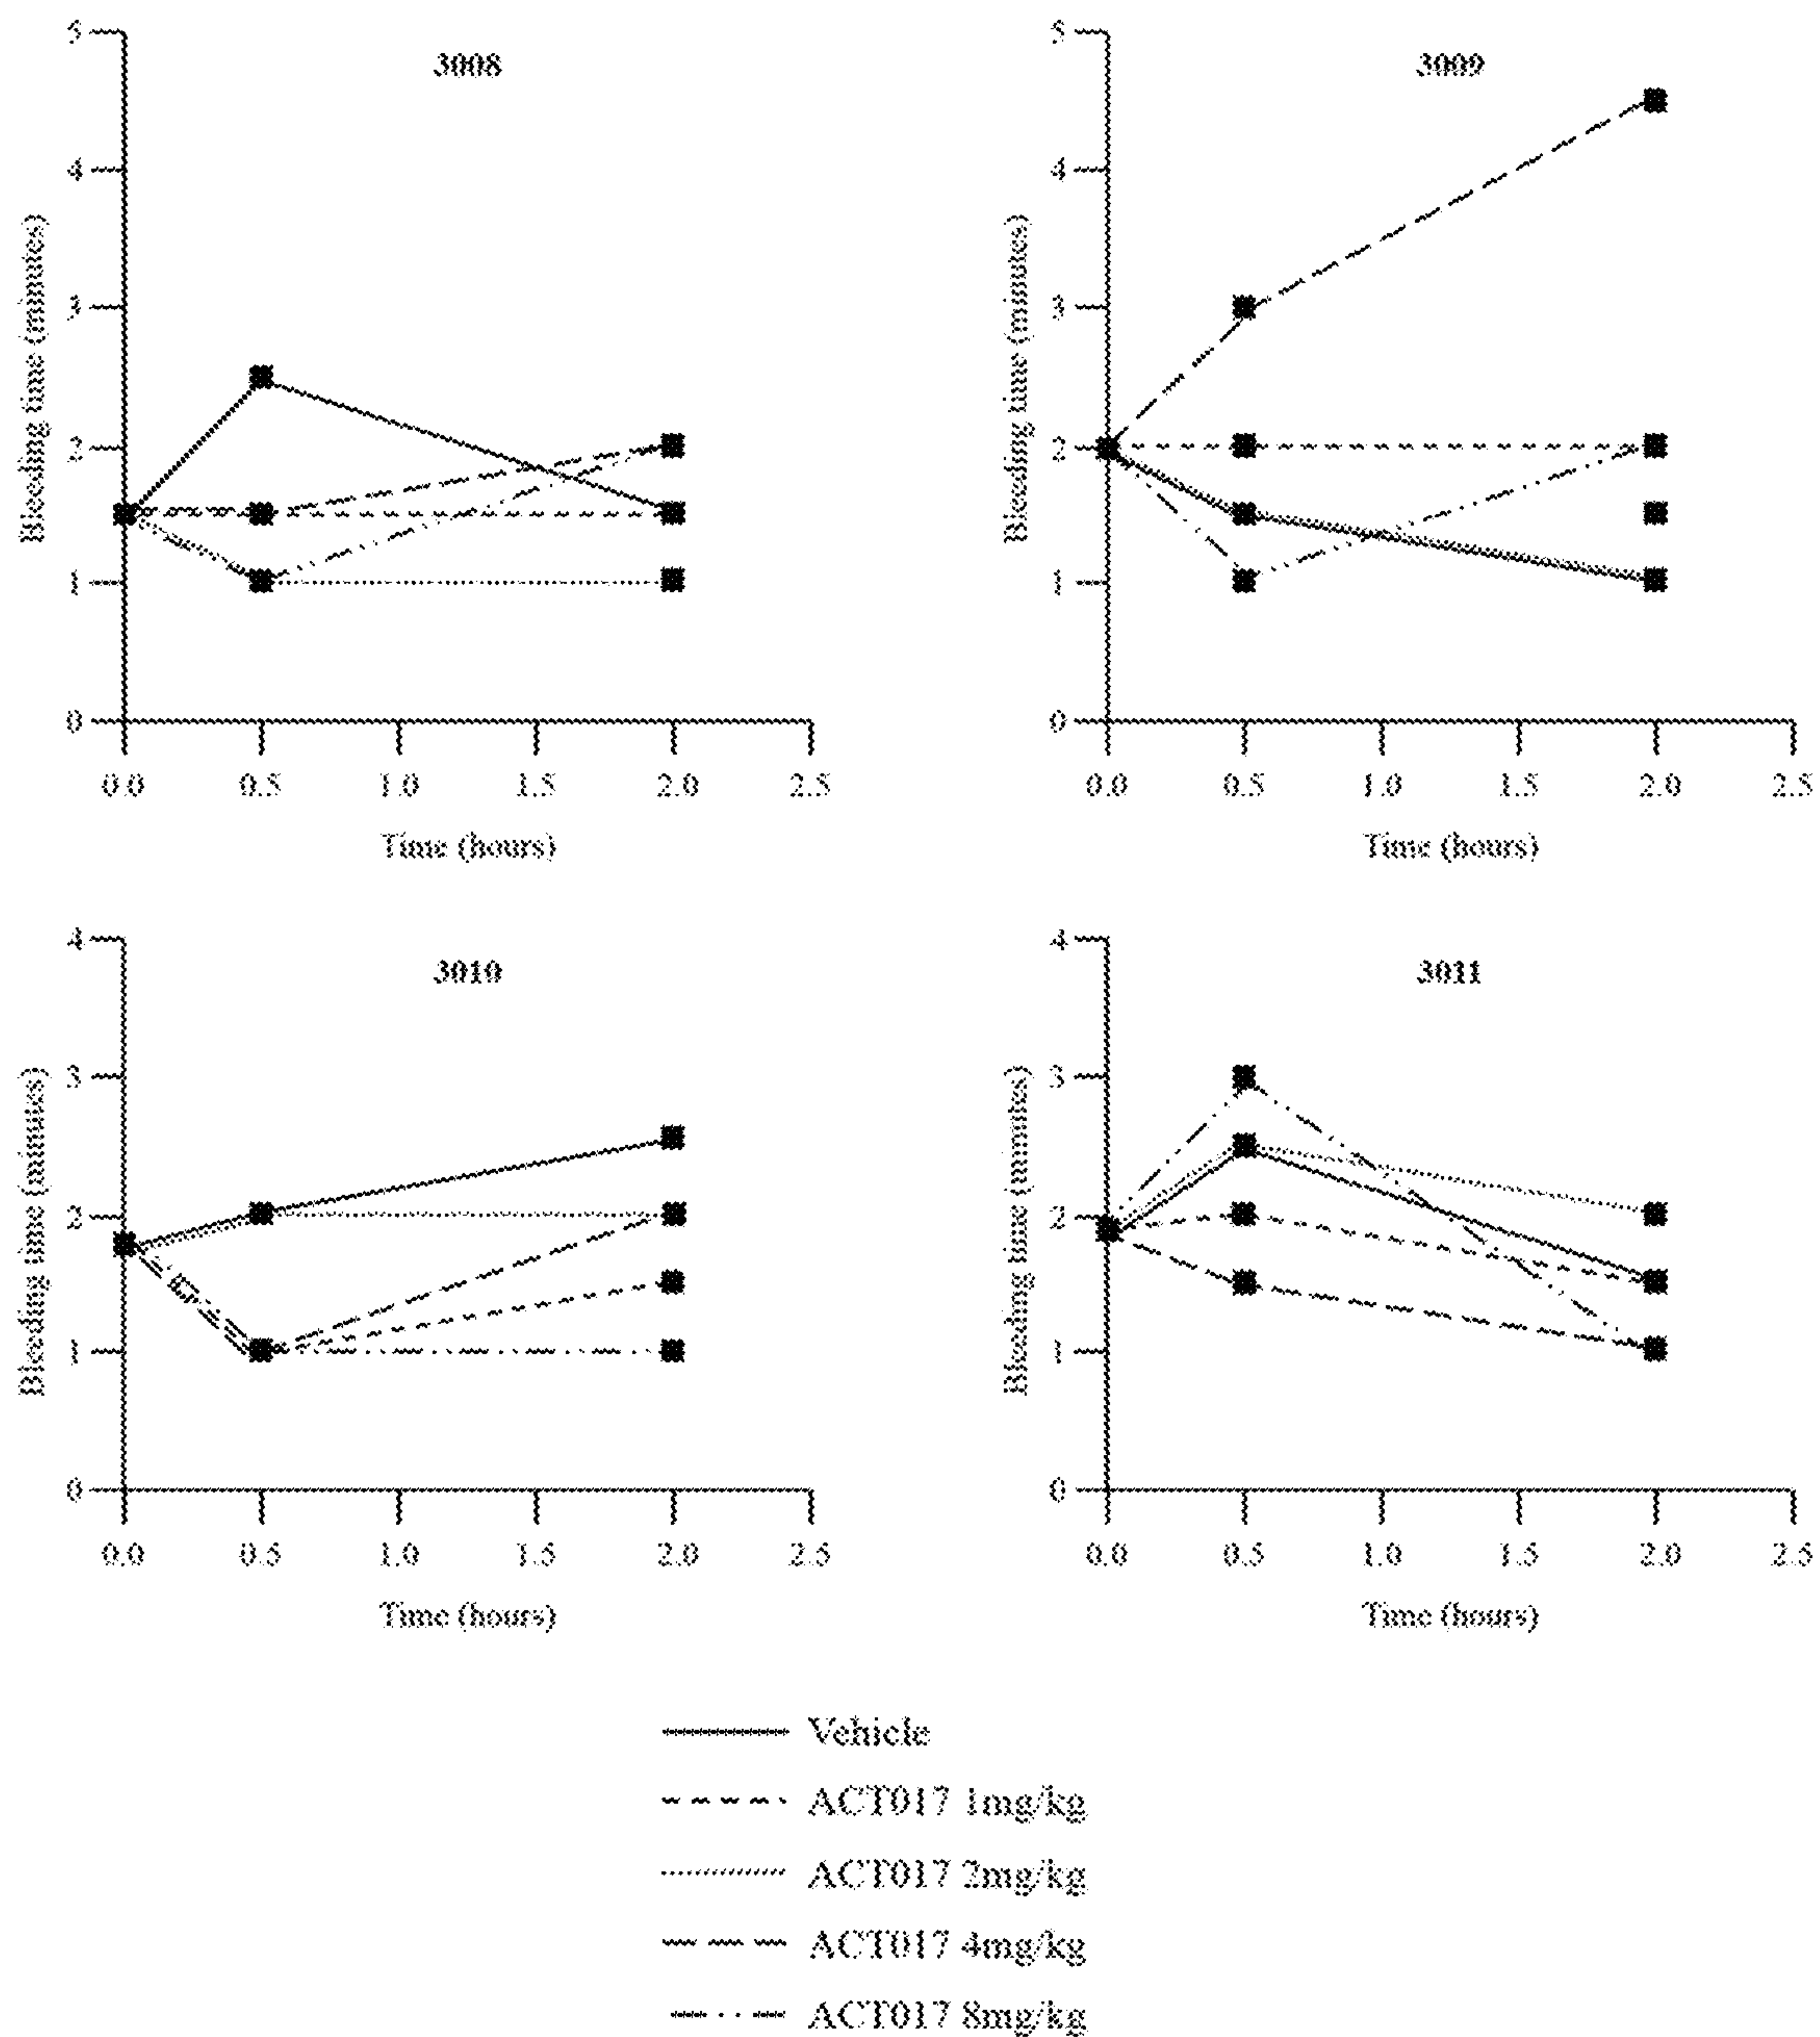 3008
5
4
3
2
1
0
Bleeding time (minutes)
0.0 0.5 1.0 1.5 2.0 2.5
Time (hours)
3009
5
4
3
2
1
0
Bleeding time (minutes)
0.0 0.5 1.0 1.5 2.0 2.5
Time (hours)
3010
4
3
2
1
0
Bleeding time (minutes)
0.0 0.5 1.0 1.5 2.0 2.5
Time (hours)
3011
4
3
2
1
0
Bleeding time (minutes)
0.0 0.5 1.0 1.5 2.0 2.5
Time (hours)
Vehicle
ACT017 1mg/kg
ACT017 2mg/kg
ACT017 4mg/kg
ACT017 8mg/kg